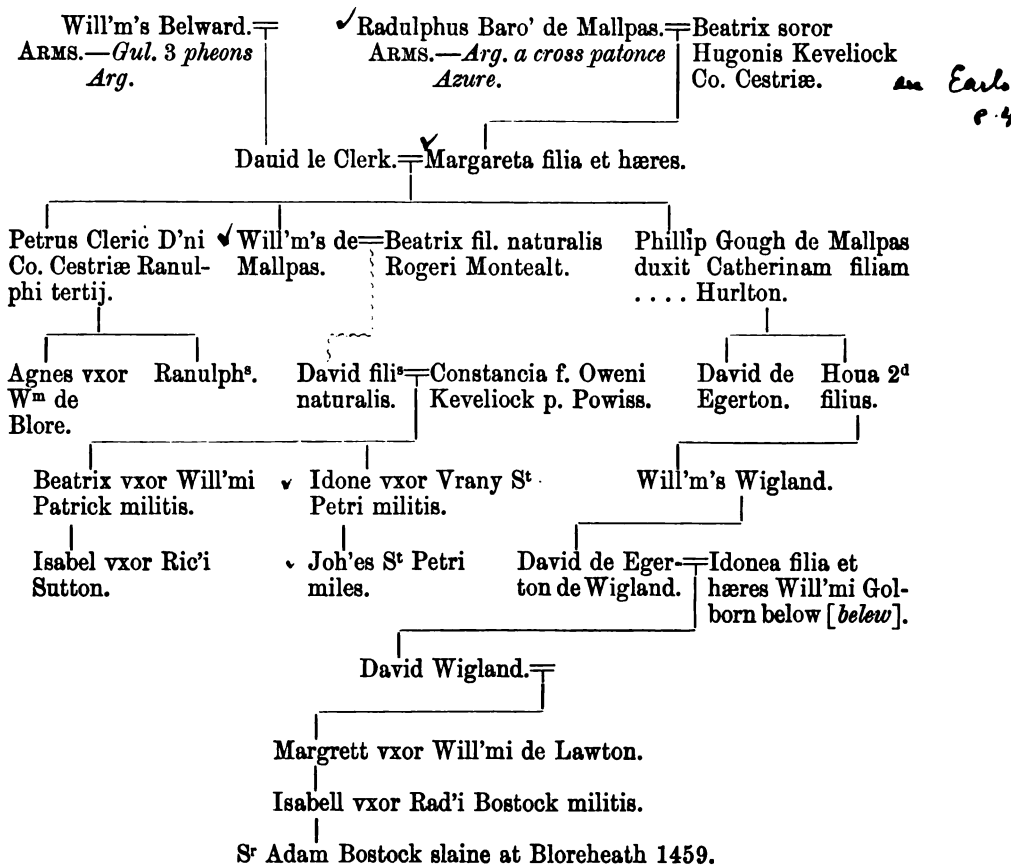 Will'm's Belward.
ARMS.—Gul. 3 pheons
Arg.
Radulphus Baro' de Mallpas.
ARMS.—Arg. a cross patonce
Azure.
Beatrix soror
Hugonis Keveliock
Co. Cestriæ.
Earls
Dauid le Clerk.
Margareta filia et hæres.
Petrus Cleric D'ni
Co. Cestriæ Ranul-
phi tertij.
Will'm's de
Mallpas.
Beatrix fil. naturalis
Rogeri Montealt.
Phillip Gough de Mallpas
duxit Catherinam filiam
.... Hurlton.
Agnes vxor
Wᵐ de
Blore.
Ranulphˢ.
David filiˢ
naturalis.
Constancia f. Oweni
Keveliock p. Powiss.
David de
Egerton.
Houa 2ᵈ
filius.
Beatrix vxor Will'mi
Patrick militis.
Idone vxor Vrany Sᵗ
Petri militis.
Will'm's Wigland.
Isabel vxor Ric'i
Sutton.
Joh'es Sᵗ Petri
miles.
David de Eger-
ton de Wigland.
Idonea filia et
hæres Will'mi Gol-
born below [belew].
David Wigland.
Margrett vxor Will'mi de Lawton.
Isabell vxor Rad'i Bostock militis.
Sʳ Adam Bostock slaine at Bloreheath 1459.